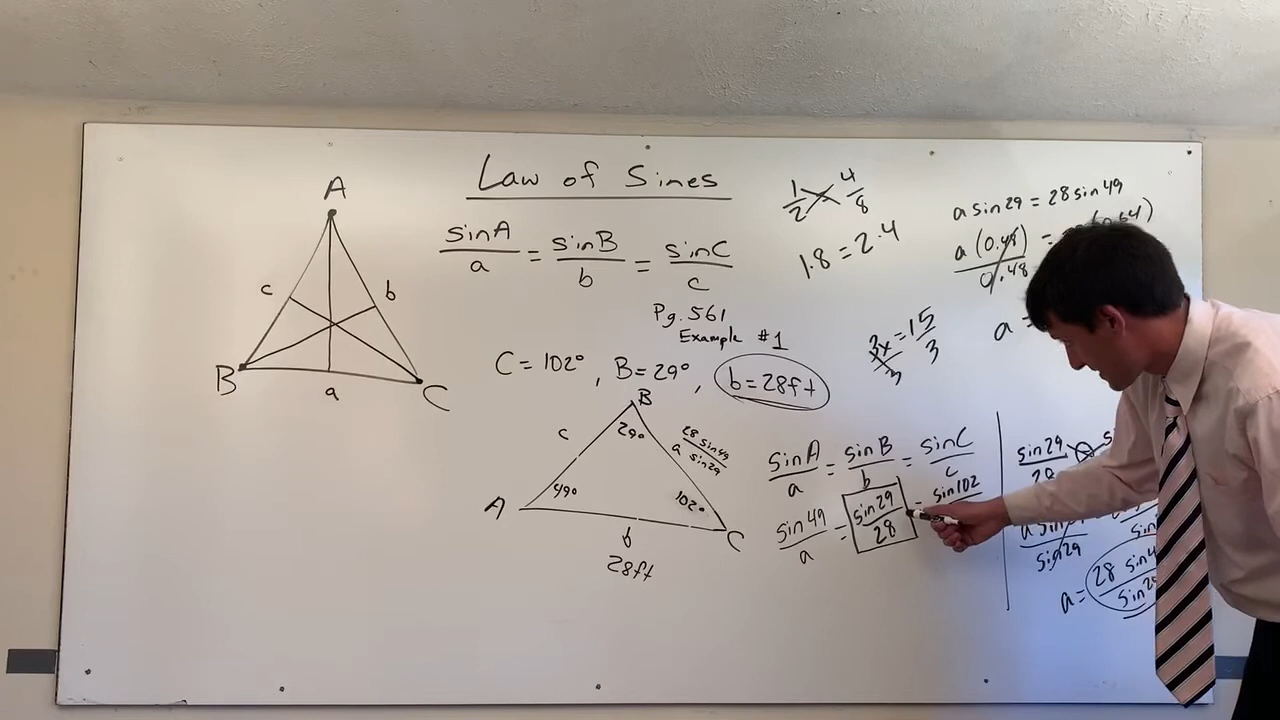 Law of Sines
sinA/a = sinB/b = sinC/c
A
c
b
B
a
C
Pg. 561
Example #1
C = 102°, B = 29°, b = 28ft
B
29°
c
a 28 sin49/sin29
A
49°
102°
C
b
28ft
1/2 4/8
1.8 = 2.4
3x/3 = 15/3
a sin29 = 28 sin49
a (0.48)/0.48 =
a =
sinA/a = sinB/b = sinC/c
sin49/a = sin29/28 = sin102
sin29/28
sin29
a = 28 sin4